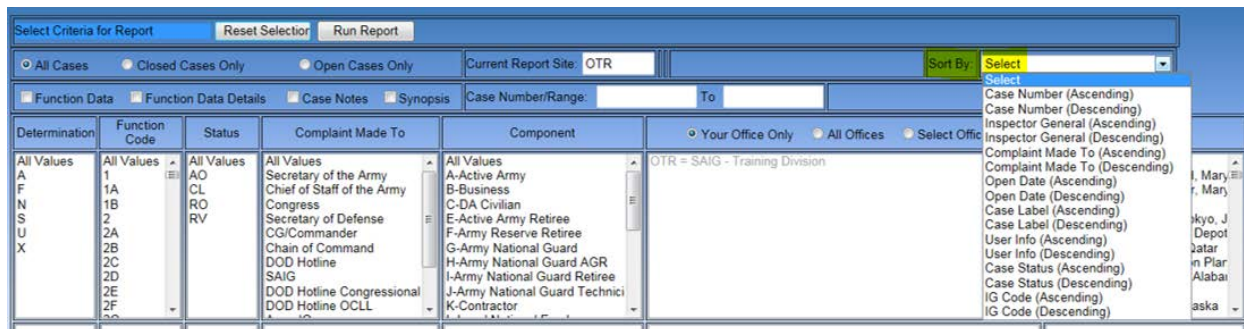 Select Criteria for Report Reset Selection Run Report
All Cases Closed Cases Only Open Cases Only Current Report Site: OTR Sort By: Select
Function Data Function Data Details Case Notes Synopsis Case Number/Range: To
Select
Case Number (Ascending)
Case Number (Descending)
Inspector General (Ascending)
Inspector General (Descending)
Complaint Made To (Ascending)
Complaint Made To (Descending)
Open Date (Ascending)
Open Date (Descending)
Case Label (Ascending)
Case Label (Descending)
User Info (Ascending)
User Info (Descending)
Case Status (Ascending)
Case Status (Descending)
IG Code (Ascending)
IG Code (Descending)
Determination
All Values
A
F
N
S
U
X
Function
Code
All Values
1
1A
1B
2
2A
2B
2C
2D
2E
2F
Status
All Values
AO
CL
RO
RV
Complaint Made To
All Values
Secretary of the Army
Chief of Staff of the Army
Congress
Secretary of Defense
CG/Commander
Chain of Command
DOD Hotline
SAIG
DOD Hotline Congressional
DOD Hotline OCLL
Component
All Values
A-Active Army
B-Business
C-DA Civilian
E-Active Army Retiree
F-Army Reserve Retiree
G-Army National Guard
H-Army National Guard AGR
I-Army National Guard Retiree
J-Army National Guard Technici
K-Contractor
Your Office Only All Offices Select Offic
OTR = SAIG - Training Division
l, Mary
r, Mary
okyo, J
Depot
Qatar
n Plan
Alabar
aska